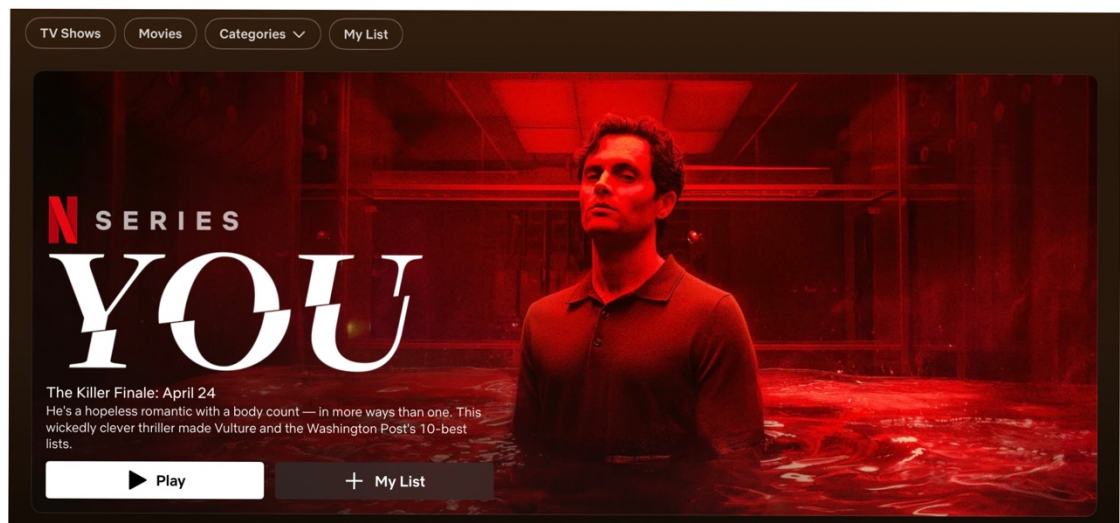 TV Shows
Movies
Categories
My List
N SERIES
YOU
The Killer Finale: April 24
He's a hopeless romantic with a body count — in more ways than one. This
wickedly clever thriller made Vulture and the Washington Post's 10-best
lists.
Play
My List